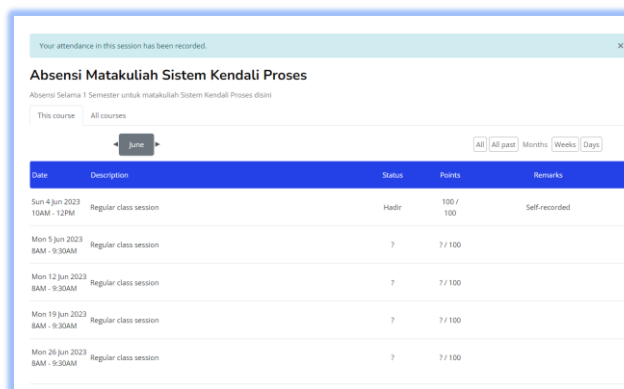 Your attendance in this session has been recorded. ×
Absensi Matakuliah Sistem Kendali Proses
Absensi Selama 1 Semester untuk matakuliah Sistem Kendali Proses disini
This course All courses
◄ June ► All All past Months Weeks Days
Date Description Status Points Remarks
Sun 4 Jun 2023
10AM - 12PM Regular class session Hadir 100 /
100 Self-recorded
Mon 5 Jun 2023
8AM - 9:30AM Regular class session ? ? / 100
Mon 12 Jun 2023
8AM - 9:30AM Regular class session ? ? / 100
Mon 19 Jun 2023
8AM - 9:30AM Regular class session ? ? / 100
Mon 26 Jun 2023
8AM - 9:30AM Regular class session ? ? / 100